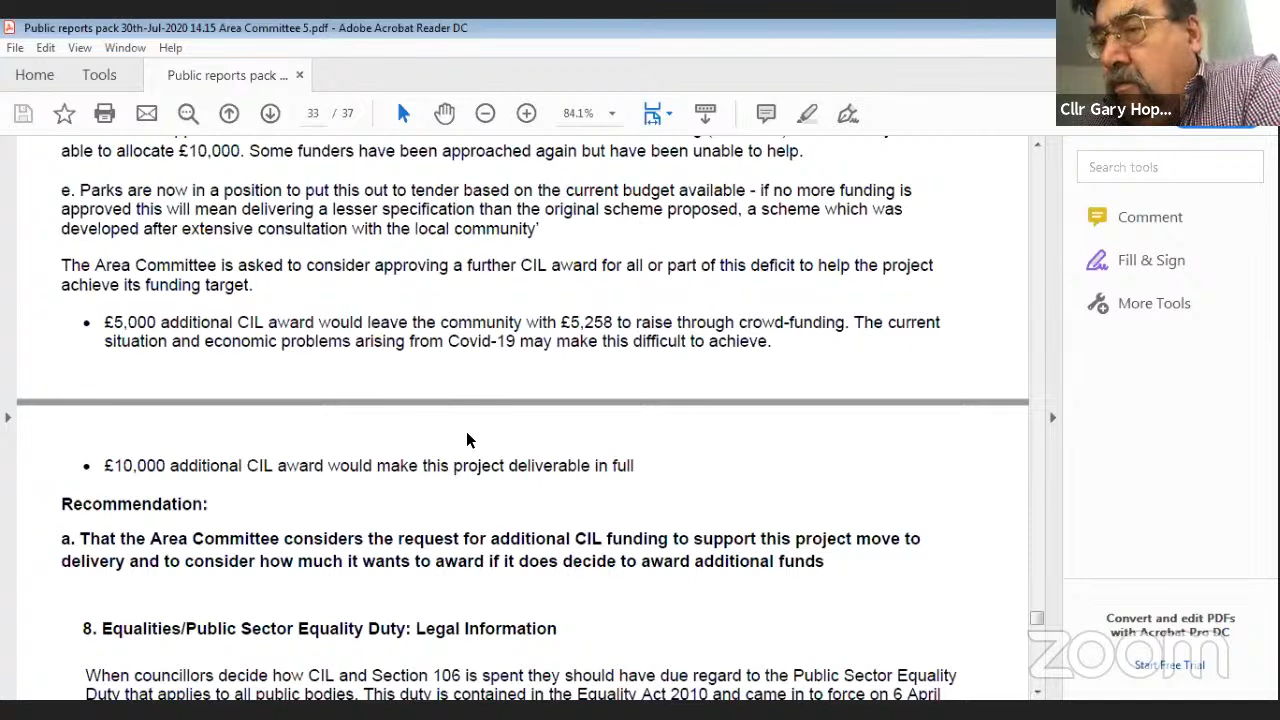 Public reports pack 30th-Jul-2020 14.15 Area Committee 5.pdf - Adobe Acrobat Reader DC
File Edit View Window Help
Home Tools Public reports pack ... ×
33 / 37 84.1%
Cllr Gary Hop...
able to allocate £10,000. Some funders have been approached again but have been unable to help.
e. Parks are now in a position to put this out to tender based on the current budget available - if no more funding is
approved this will mean delivering a lesser specification than the original scheme proposed, a scheme which was
developed after extensive consultation with the local community’
The Area Committee is asked to consider approving a further CIL award for all or part of this deficit to help the project
achieve its funding target.
• £5,000 additional CIL award would leave the community with £5,258 to raise through crowd-funding. The current
situation and economic problems arising from Covid-19 may make this difficult to achieve.
• £10,000 additional CIL award would make this project deliverable in full
Recommendation:
a. That the Area Committee considers the request for additional CIL funding to support this project move to
delivery and to consider how much it wants to award if it does decide to award additional funds
8. Equalities/Public Sector Equality Duty: Legal Information
When councillors decide how CIL and Section 106 is spent they should have due regard to the Public Sector Equality
Duty that applies to all public bodies. This duty is contained in the Equality Act 2010 and came in to force on 6 April
Search tools
Comment
Fill & Sign
More Tools
Convert and edit PDFs
with Acrobat Pro DC
Start Free Trial
zoom